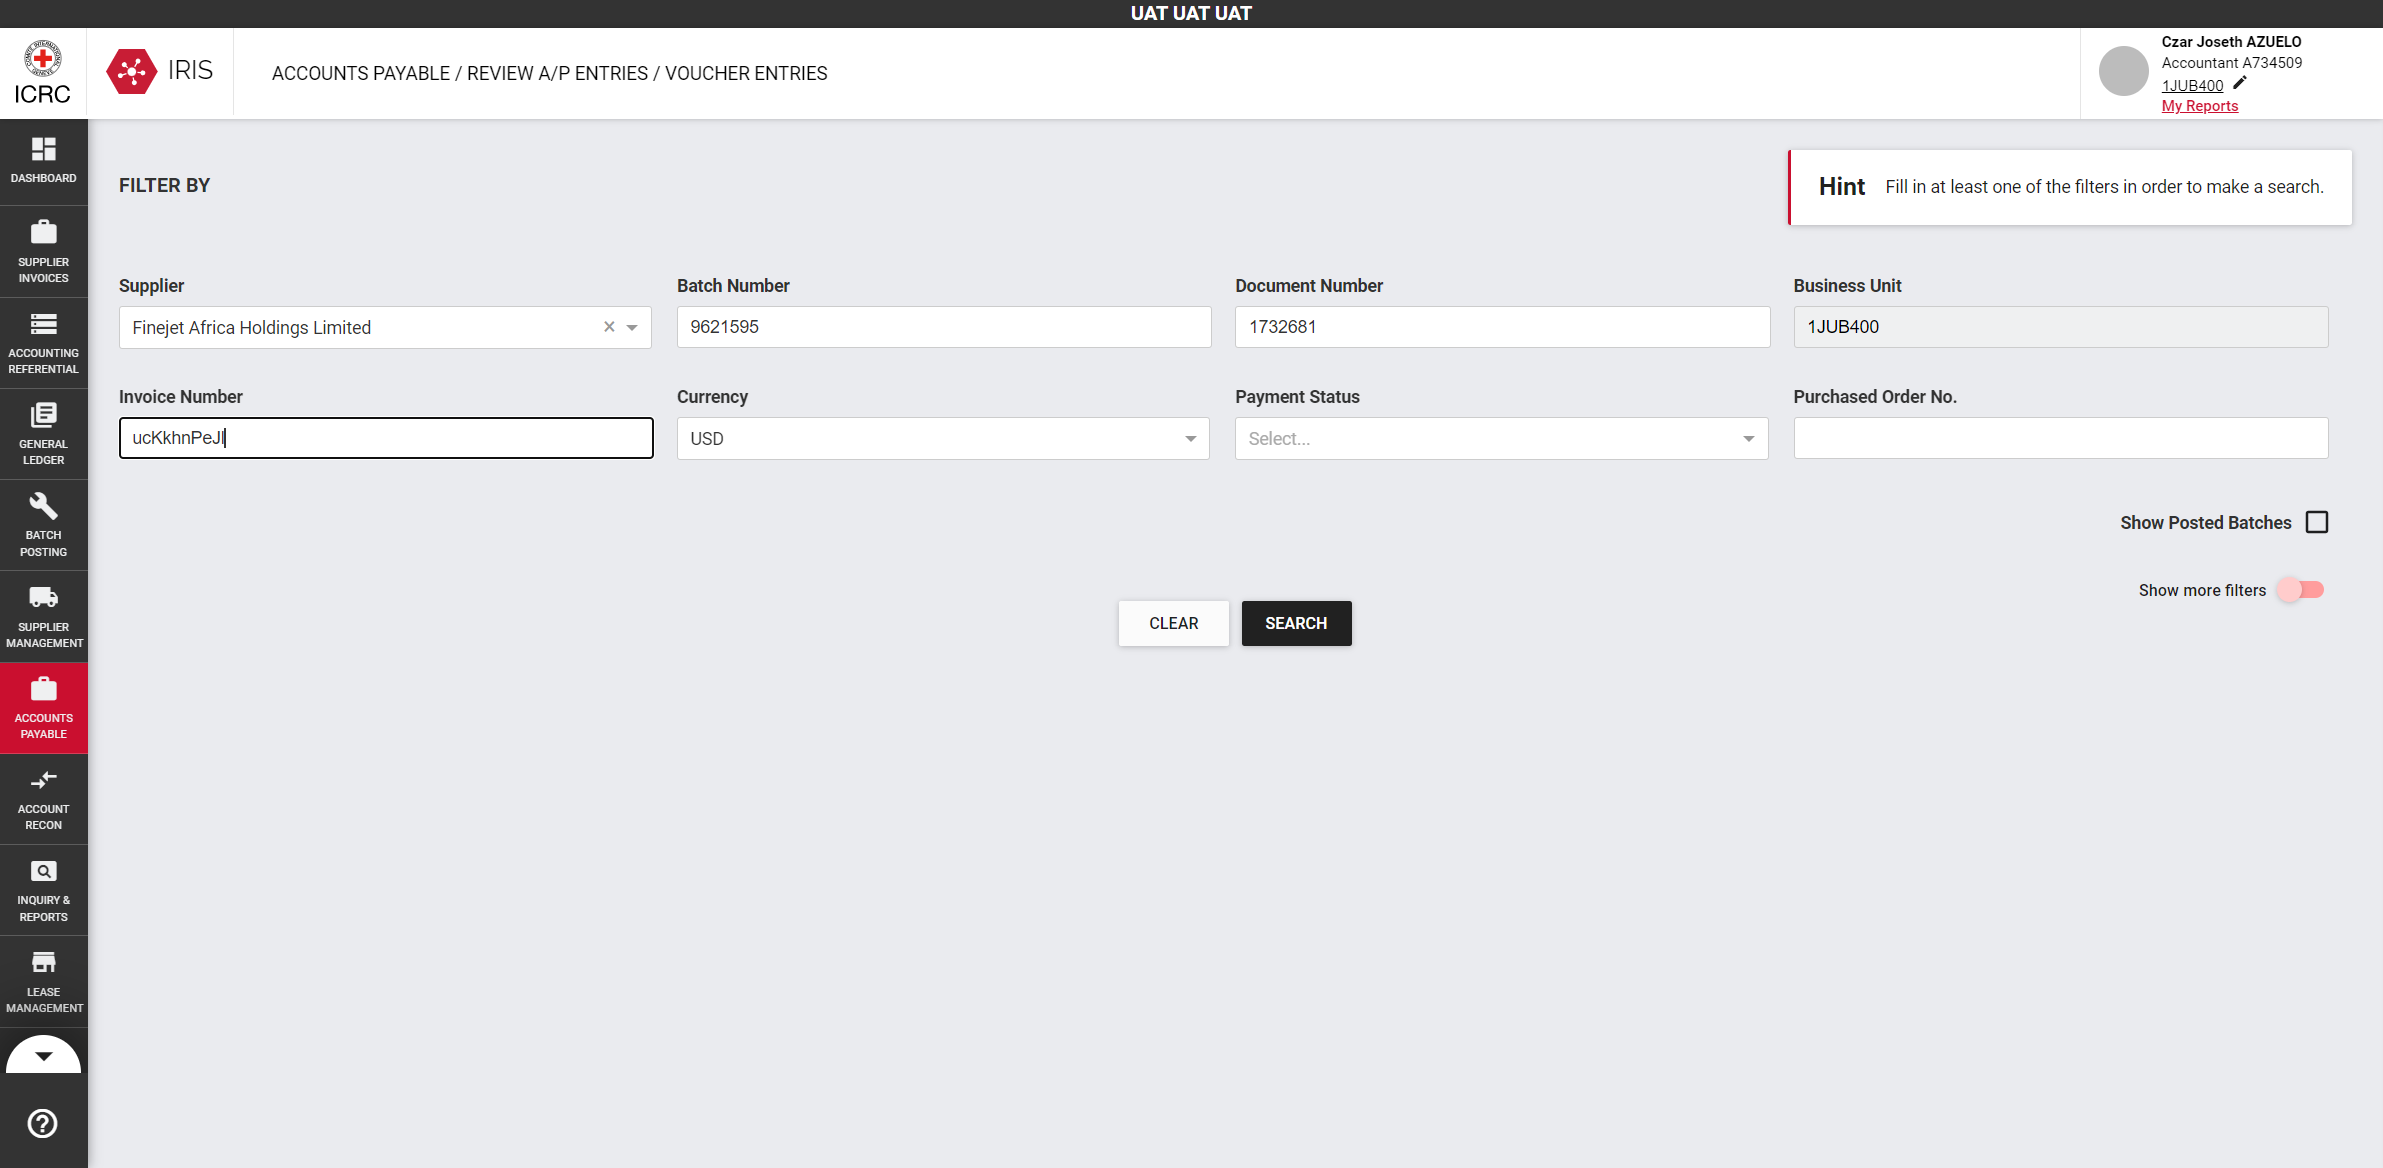 UAT UAT UAT
ICRC
IRIS
ACCOUNTS PAYABLE / REVIEW A/P ENTRIES / VOUCHER ENTRIES
Czar Joseth AZUELO
Accountant A734509
1JUB400
My Reports
DASHBOARD
SUPPLIER
INVOICES
ACCOUNTING
REFERENTIAL
GENERAL
LEDGER
BATCH
POSTING
SUPPLIER
MANAGEMENT
ACCOUNTS
PAYABLE
ACCOUNT
RECON
INQUIRY &
REPORTS
LEASE
MANAGEMENT
FILTER BY
Hint Fill in at least one of the filters in order to make a search.
Supplier
Finejet Africa Holdings Limited
Batch Number
9621595
Document Number
1732681
Business Unit
1JUB400
Invoice Number
ucKkhnPeJl
Currency
USD
Payment Status
Select...
Purchased Order No.
Show Posted Batches
Show more filters
CLEAR
SEARCH